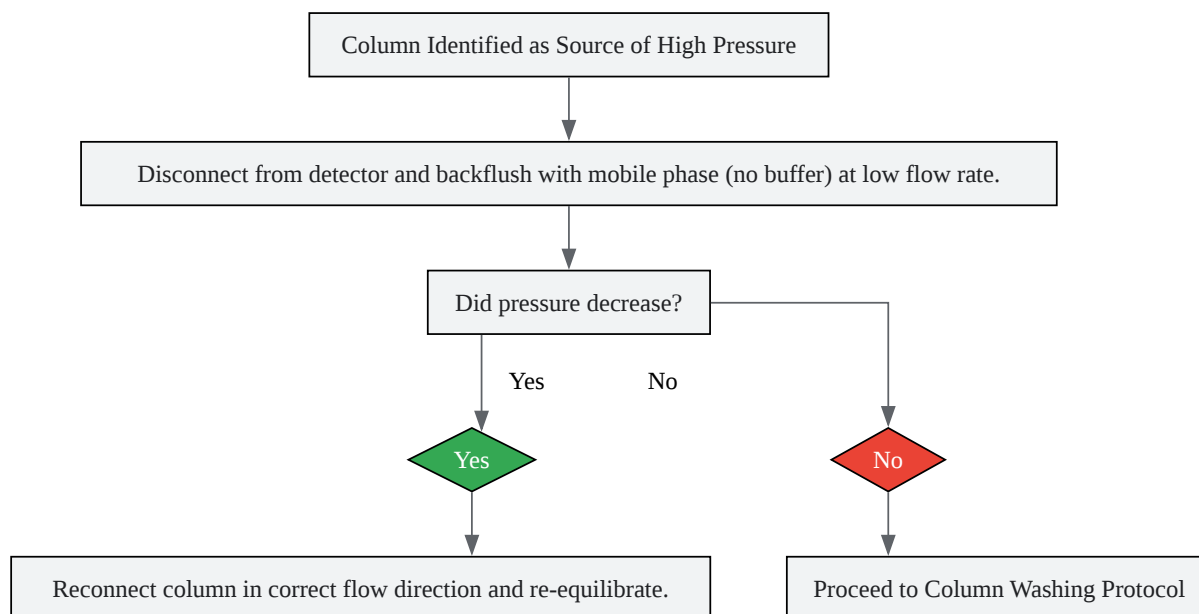 Column Identified as Source of High Pressure
Disconnect from detector and backflush with mobile phase (no buffer) at low flow rate.
Did pressure decrease?
Yes
No
Yes
No
Reconnect column in correct flow direction and re-equilibrate.
Proceed to Column Washing Protocol